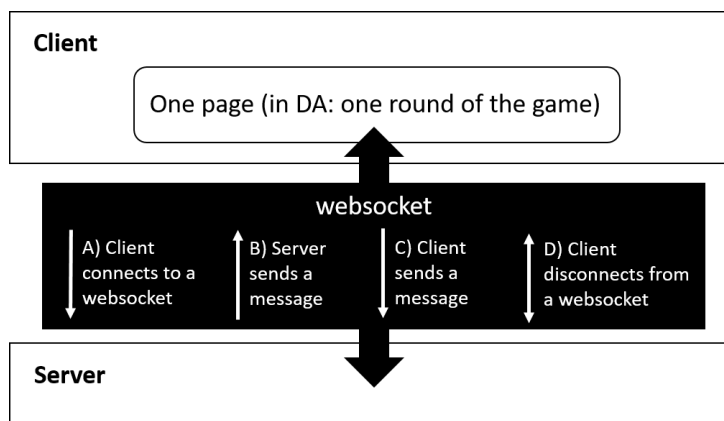 Client
One page (in DA: one round of the game)
websocket
A) Client
connects to a
websocket
B) Server
sends a
message
C) Client
sends a
message
D) Client
disconnects from
a websocket
Server